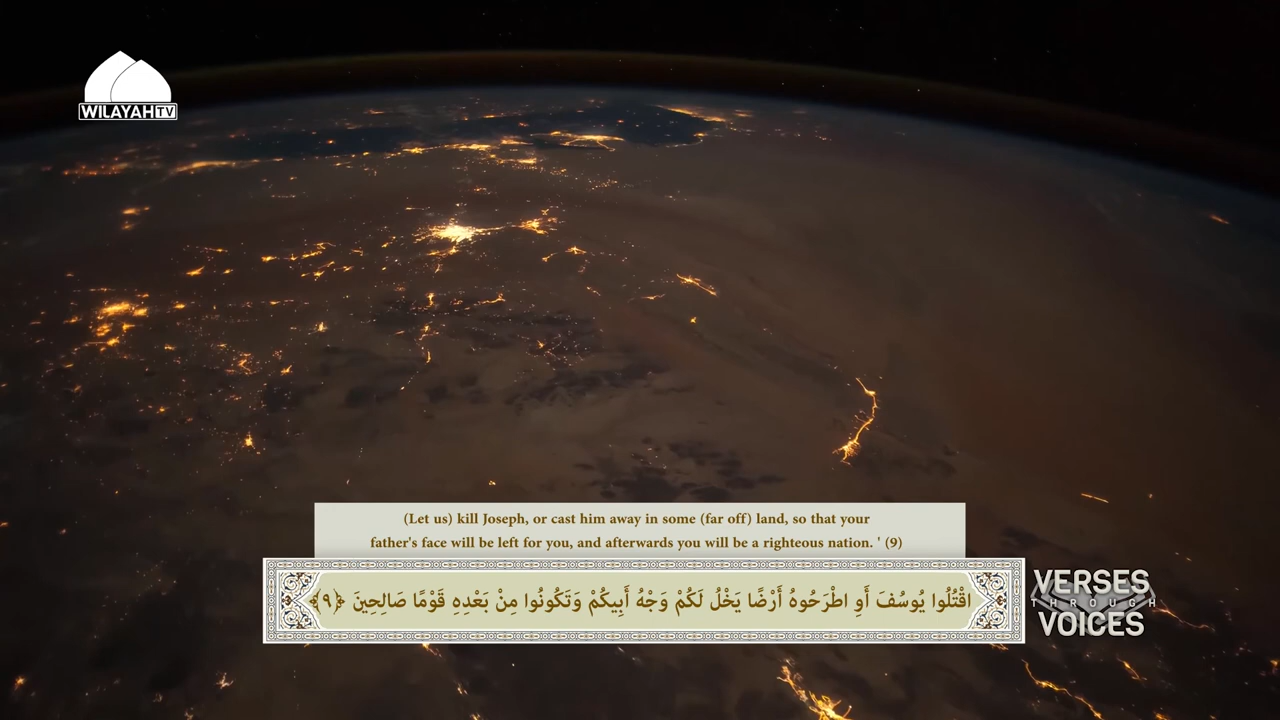 WILAYAH TV
(Let us) kill Joseph, or cast him away in some (far off) land, so that your
father's face will be left for you, and afterwards you will be a righteous nation. ' (9)
اقْتُلُوا يُوسُفَ أَوِ اطْرَحُوهُ أَرْضًا يَخْلُ لَكُمْ وَجْهُ أَبِيكُمْ وَتَكُونُوا مِنْ بَعْدِهِ قَوْمًا صَالِحِينَ ﴿٩﴾
VERSES
THROUGH
VOICES